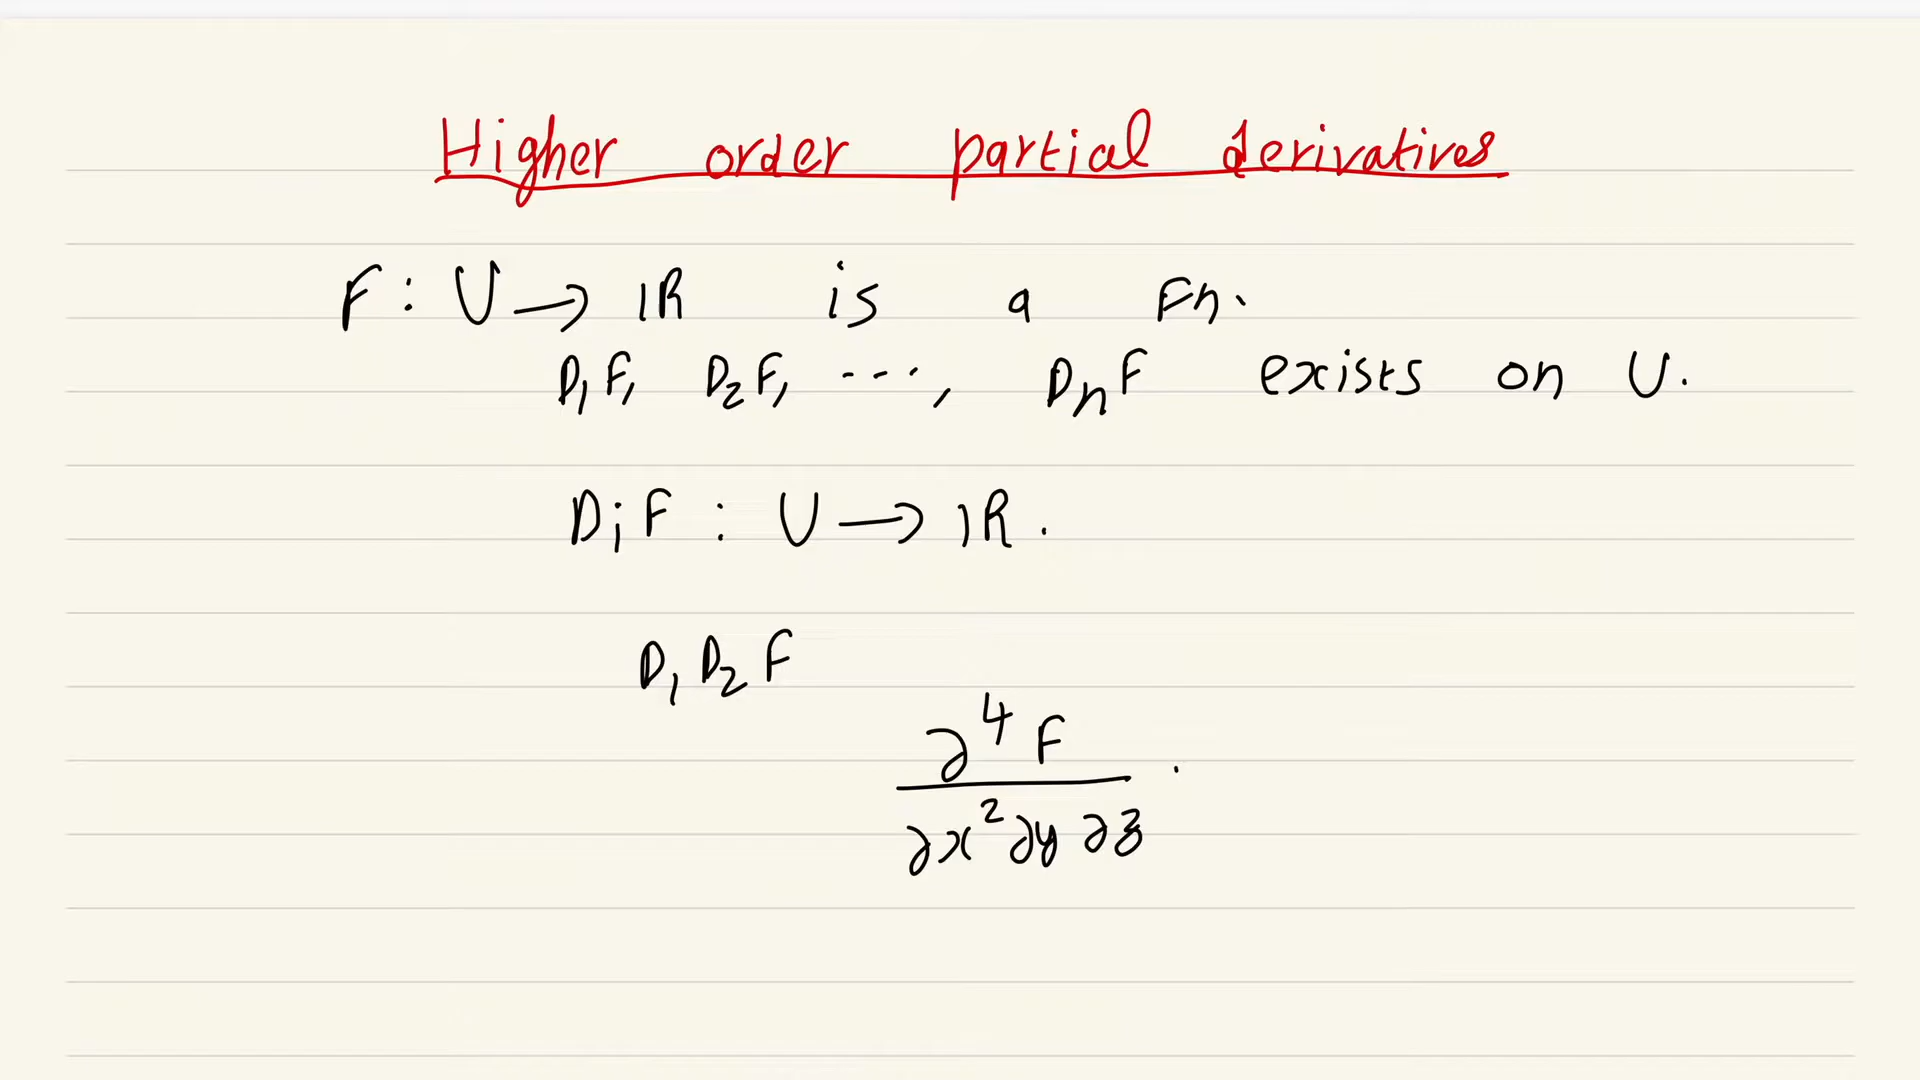 Higher order partial derivatives
F : U → ℝ is a Fn.
D₁F, D₂F, ---, DₙF exists on U.
DᵢF : U → ℝ.
D₁D₂F
∂⁴F
∂x²∂y∂z .